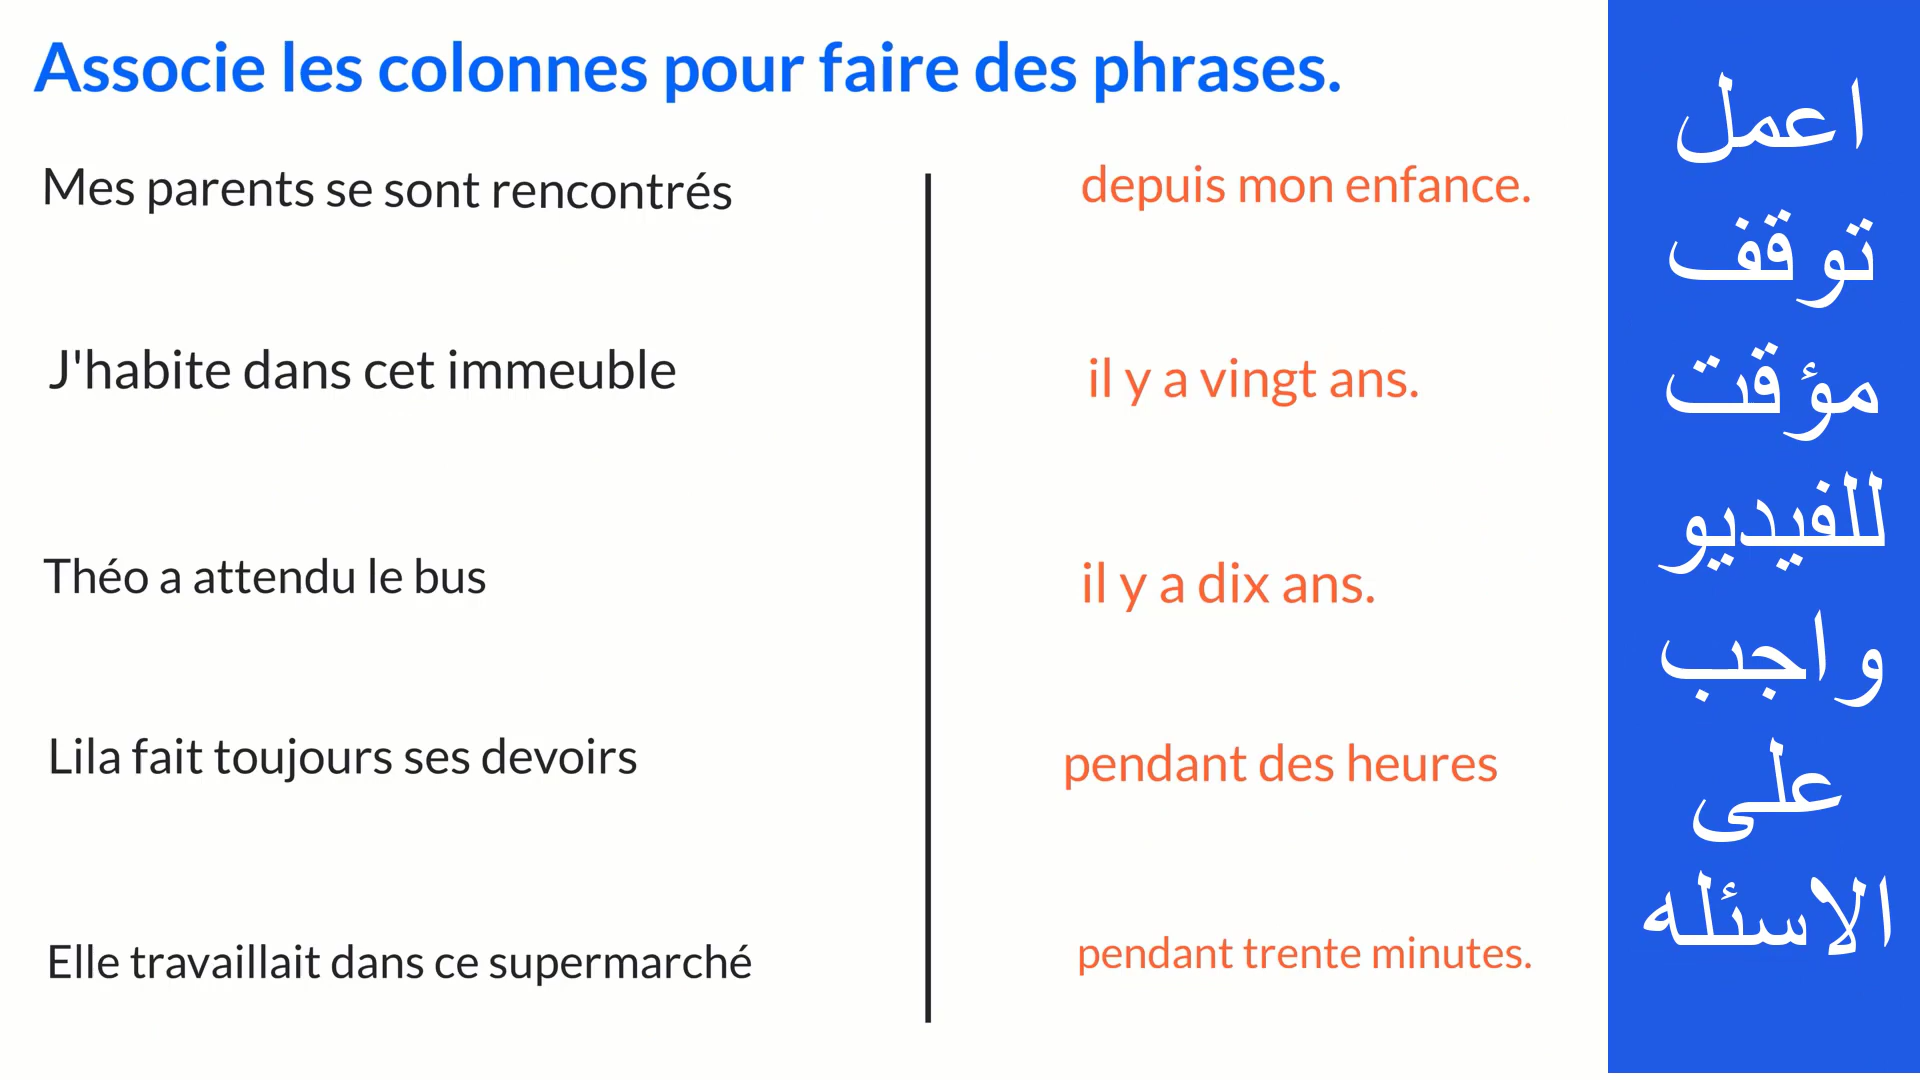 Associe les colonnes pour faire des phrases.
Mes parents se sont rencontrés
J'habite dans cet immeuble
Théo a attendu le bus
Lila fait toujours ses devoirs
Elle travaillait dans ce supermarché
depuis mon enfance.
il y a vingt ans.
il y a dix ans.
pendant des heures
pendant trente minutes.
اعمل
توقف
مؤقت
للفيديو
واجب
على
الاسئله